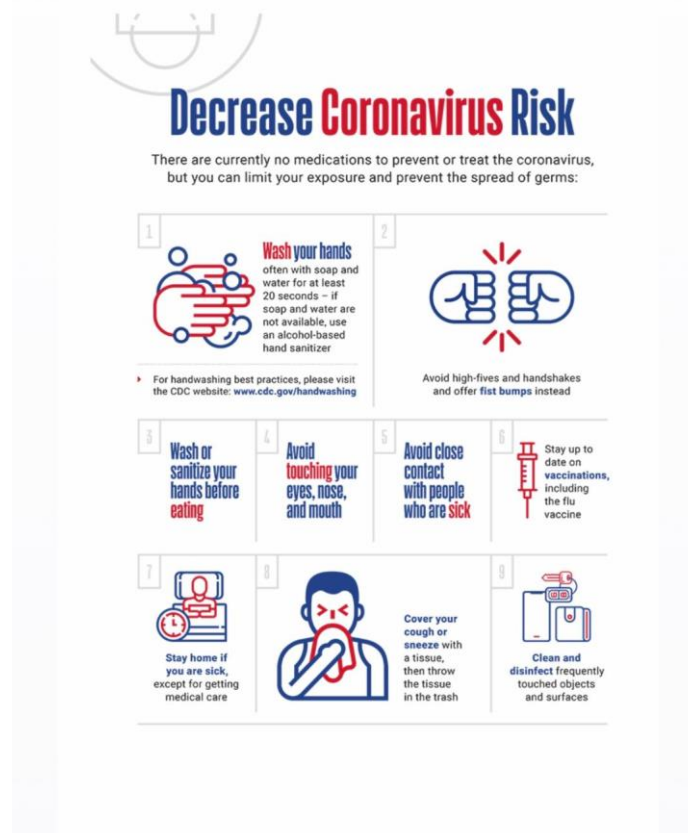 Decrease Coronavirus Risk
There are currently no medications to prevent or treat the coronavirus,
but you can limit your exposure and prevent the spread of germs:
1
Wash your hands
often with soap and
water for at least
20 seconds – if
soap and water are
not available, use
an alcohol-based
hand sanitizer
For handwashing best practices, please visit
the CDC website: www.cdc.gov/handwashing
2
Avoid high-fives and handshakes
and offer fist bumps instead
3
Wash or
sanitize your
hands before
eating
4
Avoid
touching your
eyes, nose,
and mouth
5
Avoid close
contact
with people
who are sick
6
Stay up to
date on
vaccinations,
including
the flu
vaccine
7
Stay home if
you are sick,
except for getting
medical care
8
Cover your
cough or
sneeze with
a tissue,
then throw
the tissue
in the trash
9
Clean and
disinfect frequently
touched objects
and surfaces